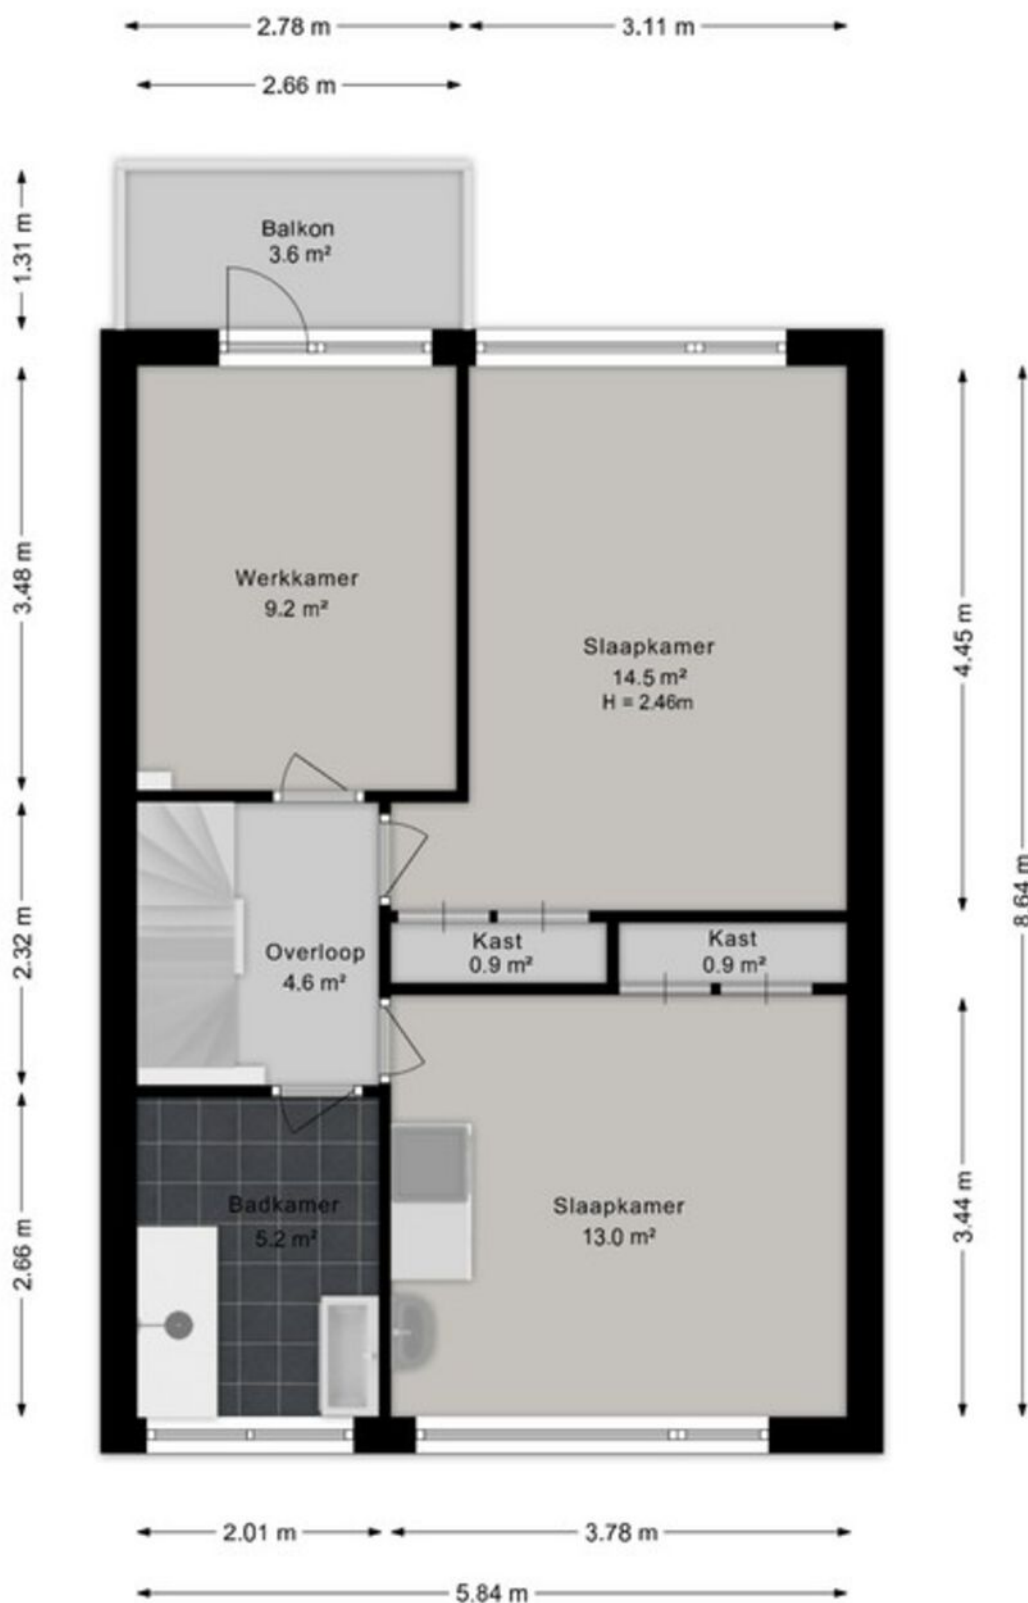 2.78 m
3.11 m
2.66 m
1.31 m
Balkon
3.6 m²
3.48 m
Werkkamer
9.2 m²
Slaapkamer
14.5 m²
H = 2.46m
4.45 m
8.64 m
2.32 m
Overloop
4.6 m²
Kast
0.9 m²
Kast
0.9 m²
2.66 m
Badkamer
5.2 m²
Slaapkamer
13.0 m²
3.44 m
2.01 m
3.78 m
5.84 m